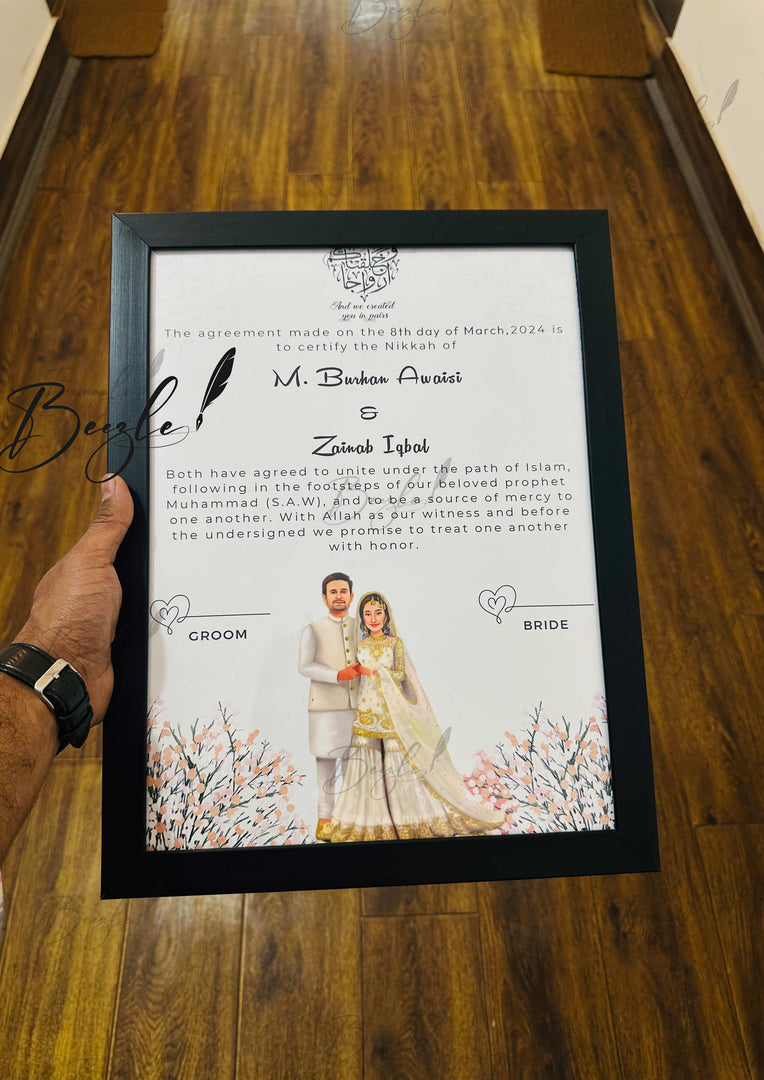 وخلقناكم
أزواجا
And we created
you in pairs
The agreement made on the 8th day of March,2024 is
to certify the Nikkah of
M. Burhan Awaisi
&
Zainab Iqbal
Beezle!
Both have agreed to unite under the path of Islam,
following in the footsteps of our beloved prophet
Muhammad (S.A.W), and to be a source of mercy to
one another. With Allah as our witness and before
the undersigned we promise to treat one another
with honor.
GROOM
BRIDE